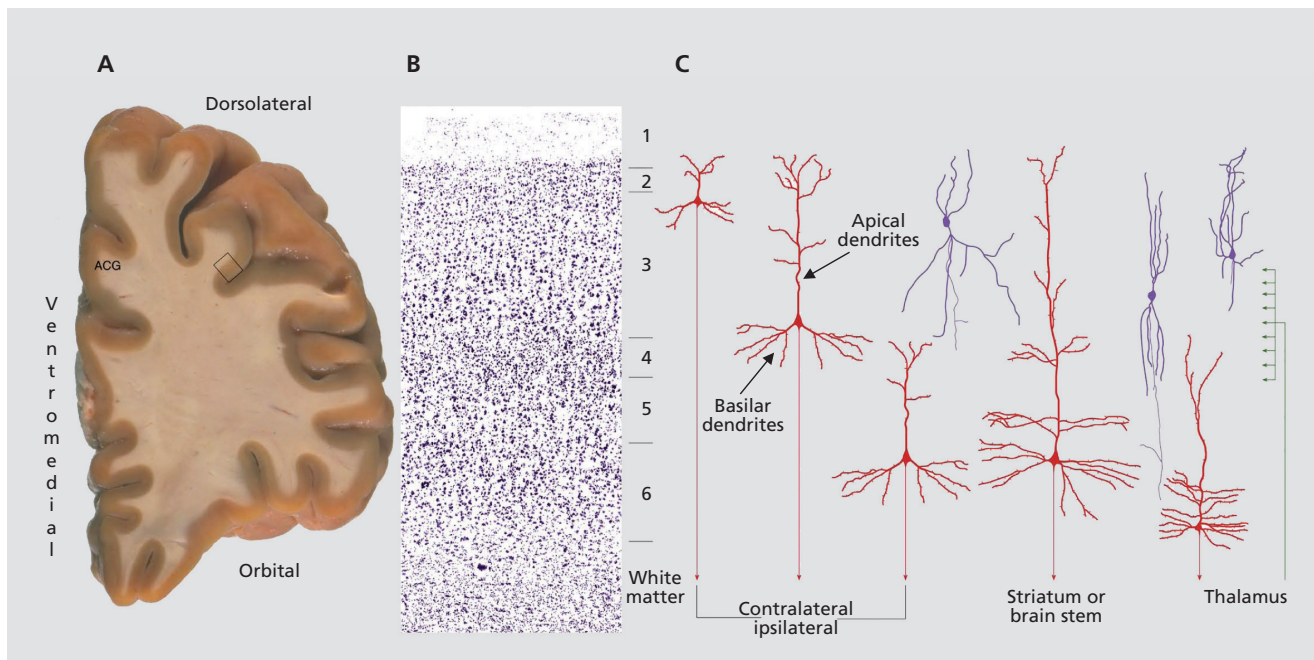 A
B
C
Dorsolateral
ACG
Ventromedial
Orbital
1
2
3
4
5
6
White
matter
Apical
dendrites
Basilar
dendrites
Contralateral
ipsilateral
Striatum or
brain stem
Thalamus